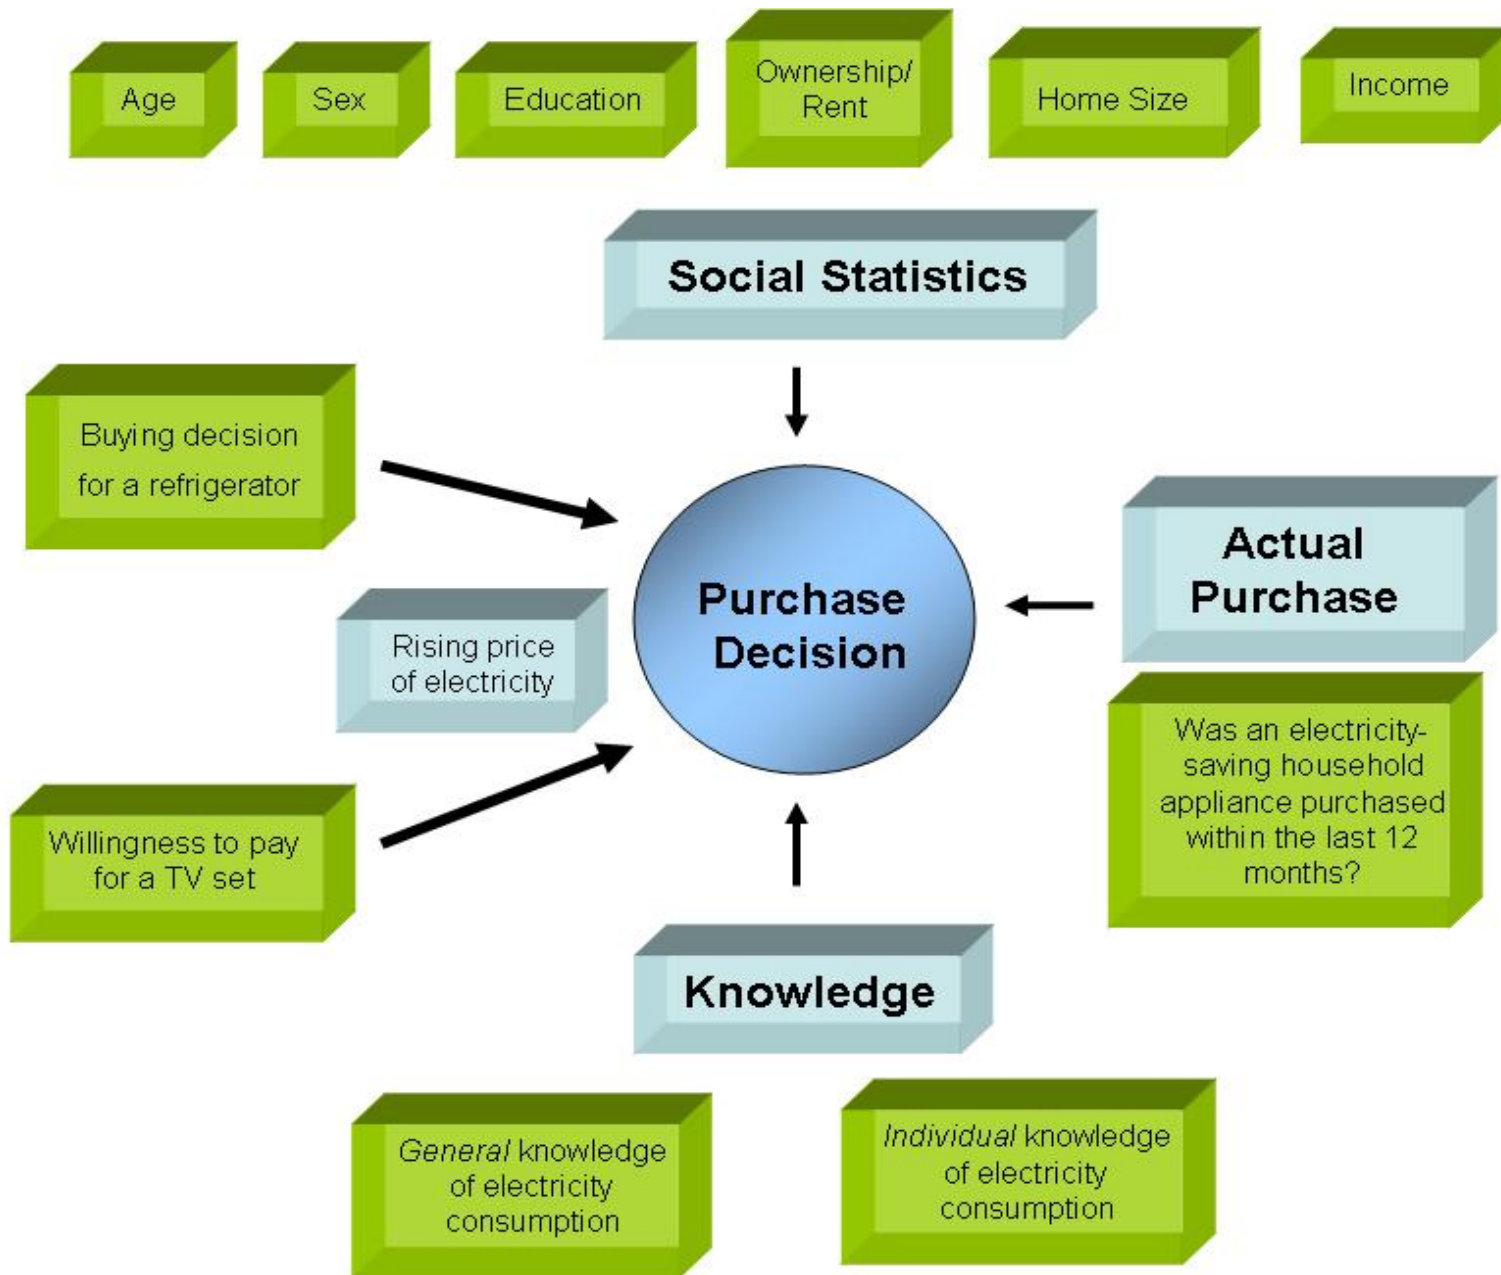 Age
Sex
Education
Ownership/
Rent
Home Size
Income
Social Statistics
Buying decision
for a refrigerator
Actual
Purchase
Purchase
Decision
Rising price
of electricity
Was an electricity-
saving household
appliance purchased
within the last 12
months?
Willingness to pay
for a TV set
Knowledge
General knowledge
of electricity
consumption
Individual knowledge
of electricity
consumption